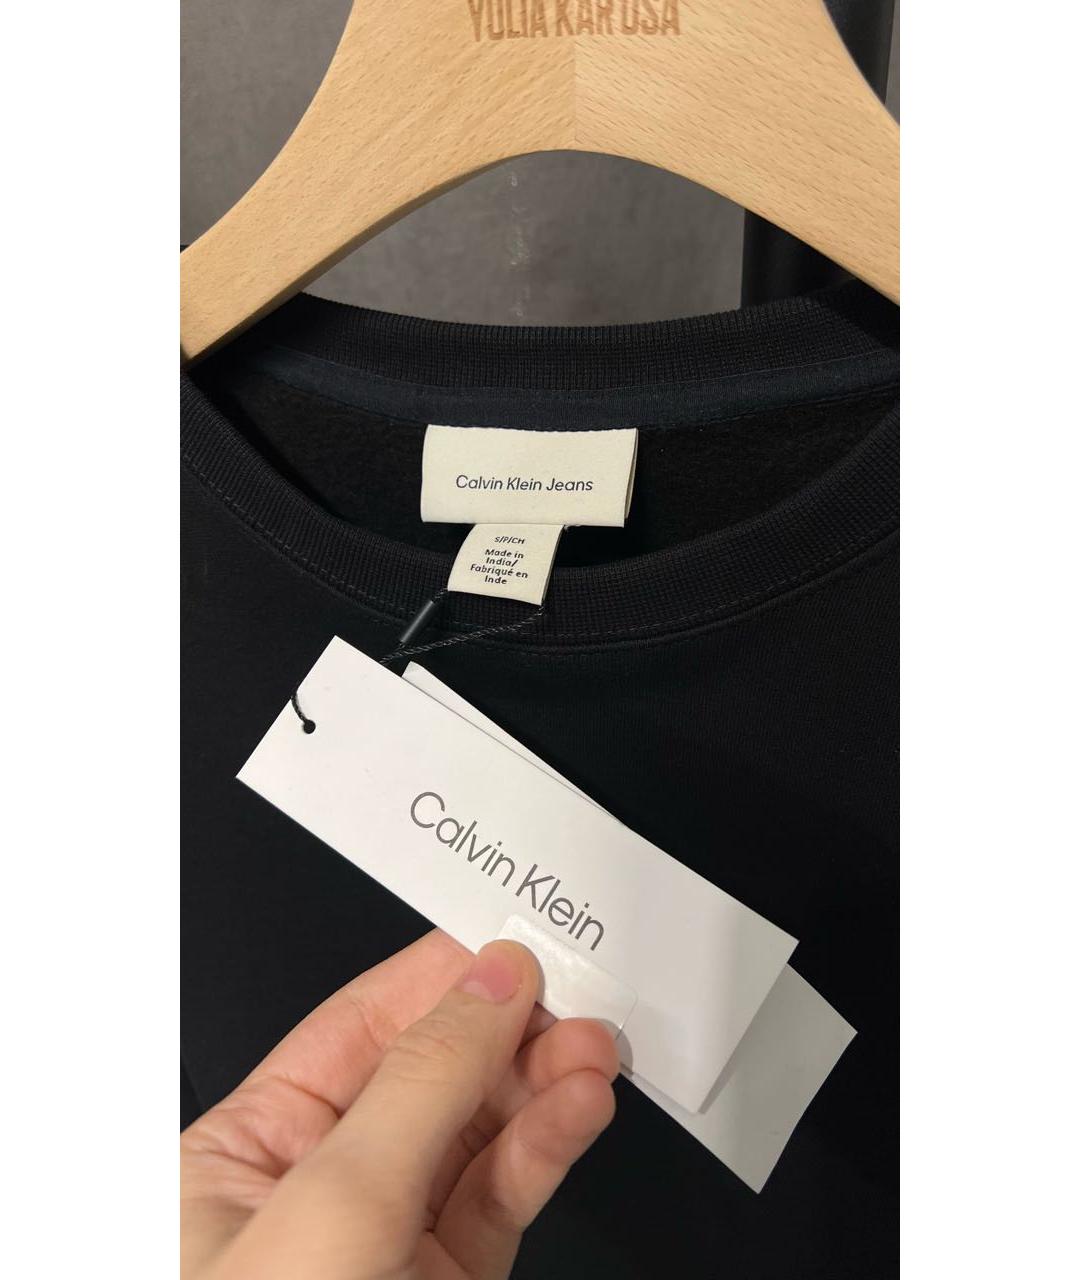 YULIA KAR USA
Calvin Klein Jeans
S/P/CH
Made in
India/
Fabriqué en
Inde
Calvin Klein